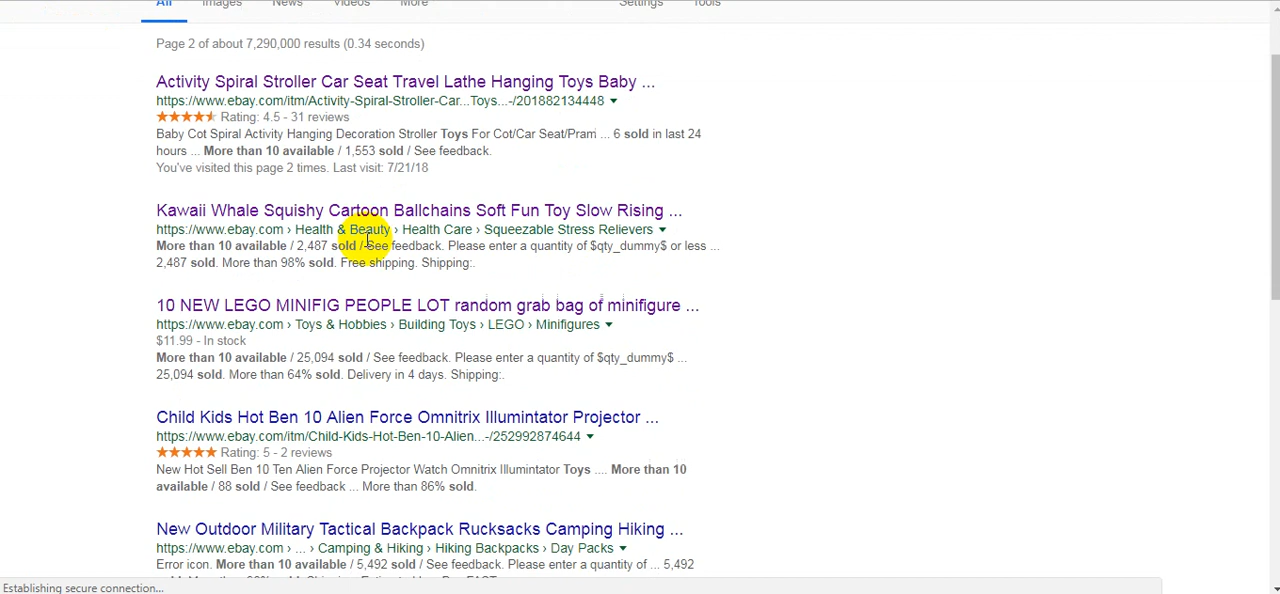 All Images News Videos More Settings Tools
Page 2 of about 7,290,000 results (0.34 seconds)
Activity Spiral Stroller Car Seat Travel Lathe Hanging Toys Baby ...
https://www.ebay.com/itm/Activity-Spiral-Stroller-Car...Toys...-/201882134448
Rating: 4.5 - 31 reviews
Baby Cot Spiral Activity Hanging Decoration Stroller Toys For Cot/Car Seat/Pram ... 6 sold in last 24
hours ... More than 10 available / 1,553 sold / See feedback.
You've visited this page 2 times. Last visit: 7/21/18
Kawaii Whale Squishy Cartoon Ballchains Soft Fun Toy Slow Rising ...
https://www.ebay.com › Health & Beauty › Health Care › Squeezable Stress Relievers
More than 10 available / 2,487 sold / See feedback. Please enter a quantity of $qty_dummy$ or less ...
2,487 sold. More than 98% sold. Free shipping. Shipping:.
10 NEW LEGO MINIFIG PEOPLE LOT random grab bag of minifigure ...
https://www.ebay.com › Toys & Hobbies › Building Toys › LEGO › Minifigures
$11.99 - In stock
More than 10 available / 25,094 sold / See feedback. Please enter a quantity of $qty_dummy$ ...
25,094 sold. More than 64% sold. Delivery in 4 days. Shipping:.
Child Kids Hot Ben 10 Alien Force Omnitrix Illumintator Projector ...
https://www.ebay.com/itm/Child-Kids-Hot-Ben-10-Alien...-/252992874644
Rating: 5 - 2 reviews
New Hot Sell Ben 10 Ten Alien Force Projector Watch Omnitrix Illumintator Toys .... More than 10
available / 88 sold / See feedback ... More than 86% sold.
New Outdoor Military Tactical Backpack Rucksacks Camping Hiking ...
https://www.ebay.com › ... › Camping & Hiking › Hiking Backpacks › Day Packs
Error icon. More than 10 available / 5,492 sold / See feedback. Please enter a quantity of ... 5,492
Establishing secure connection...